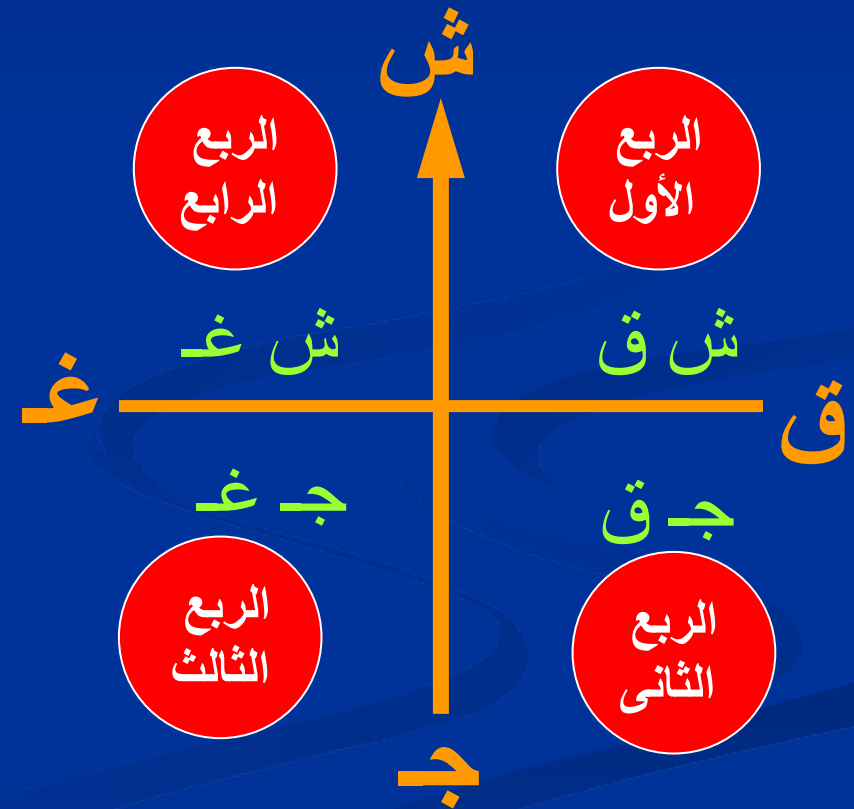 ش
الربع
الأول
الربع
الرابع
ش ق
ش غـ
ق
غـ
جـ ق
جـ غـ
الربع
الثانى
الربع
الثالث
جـ